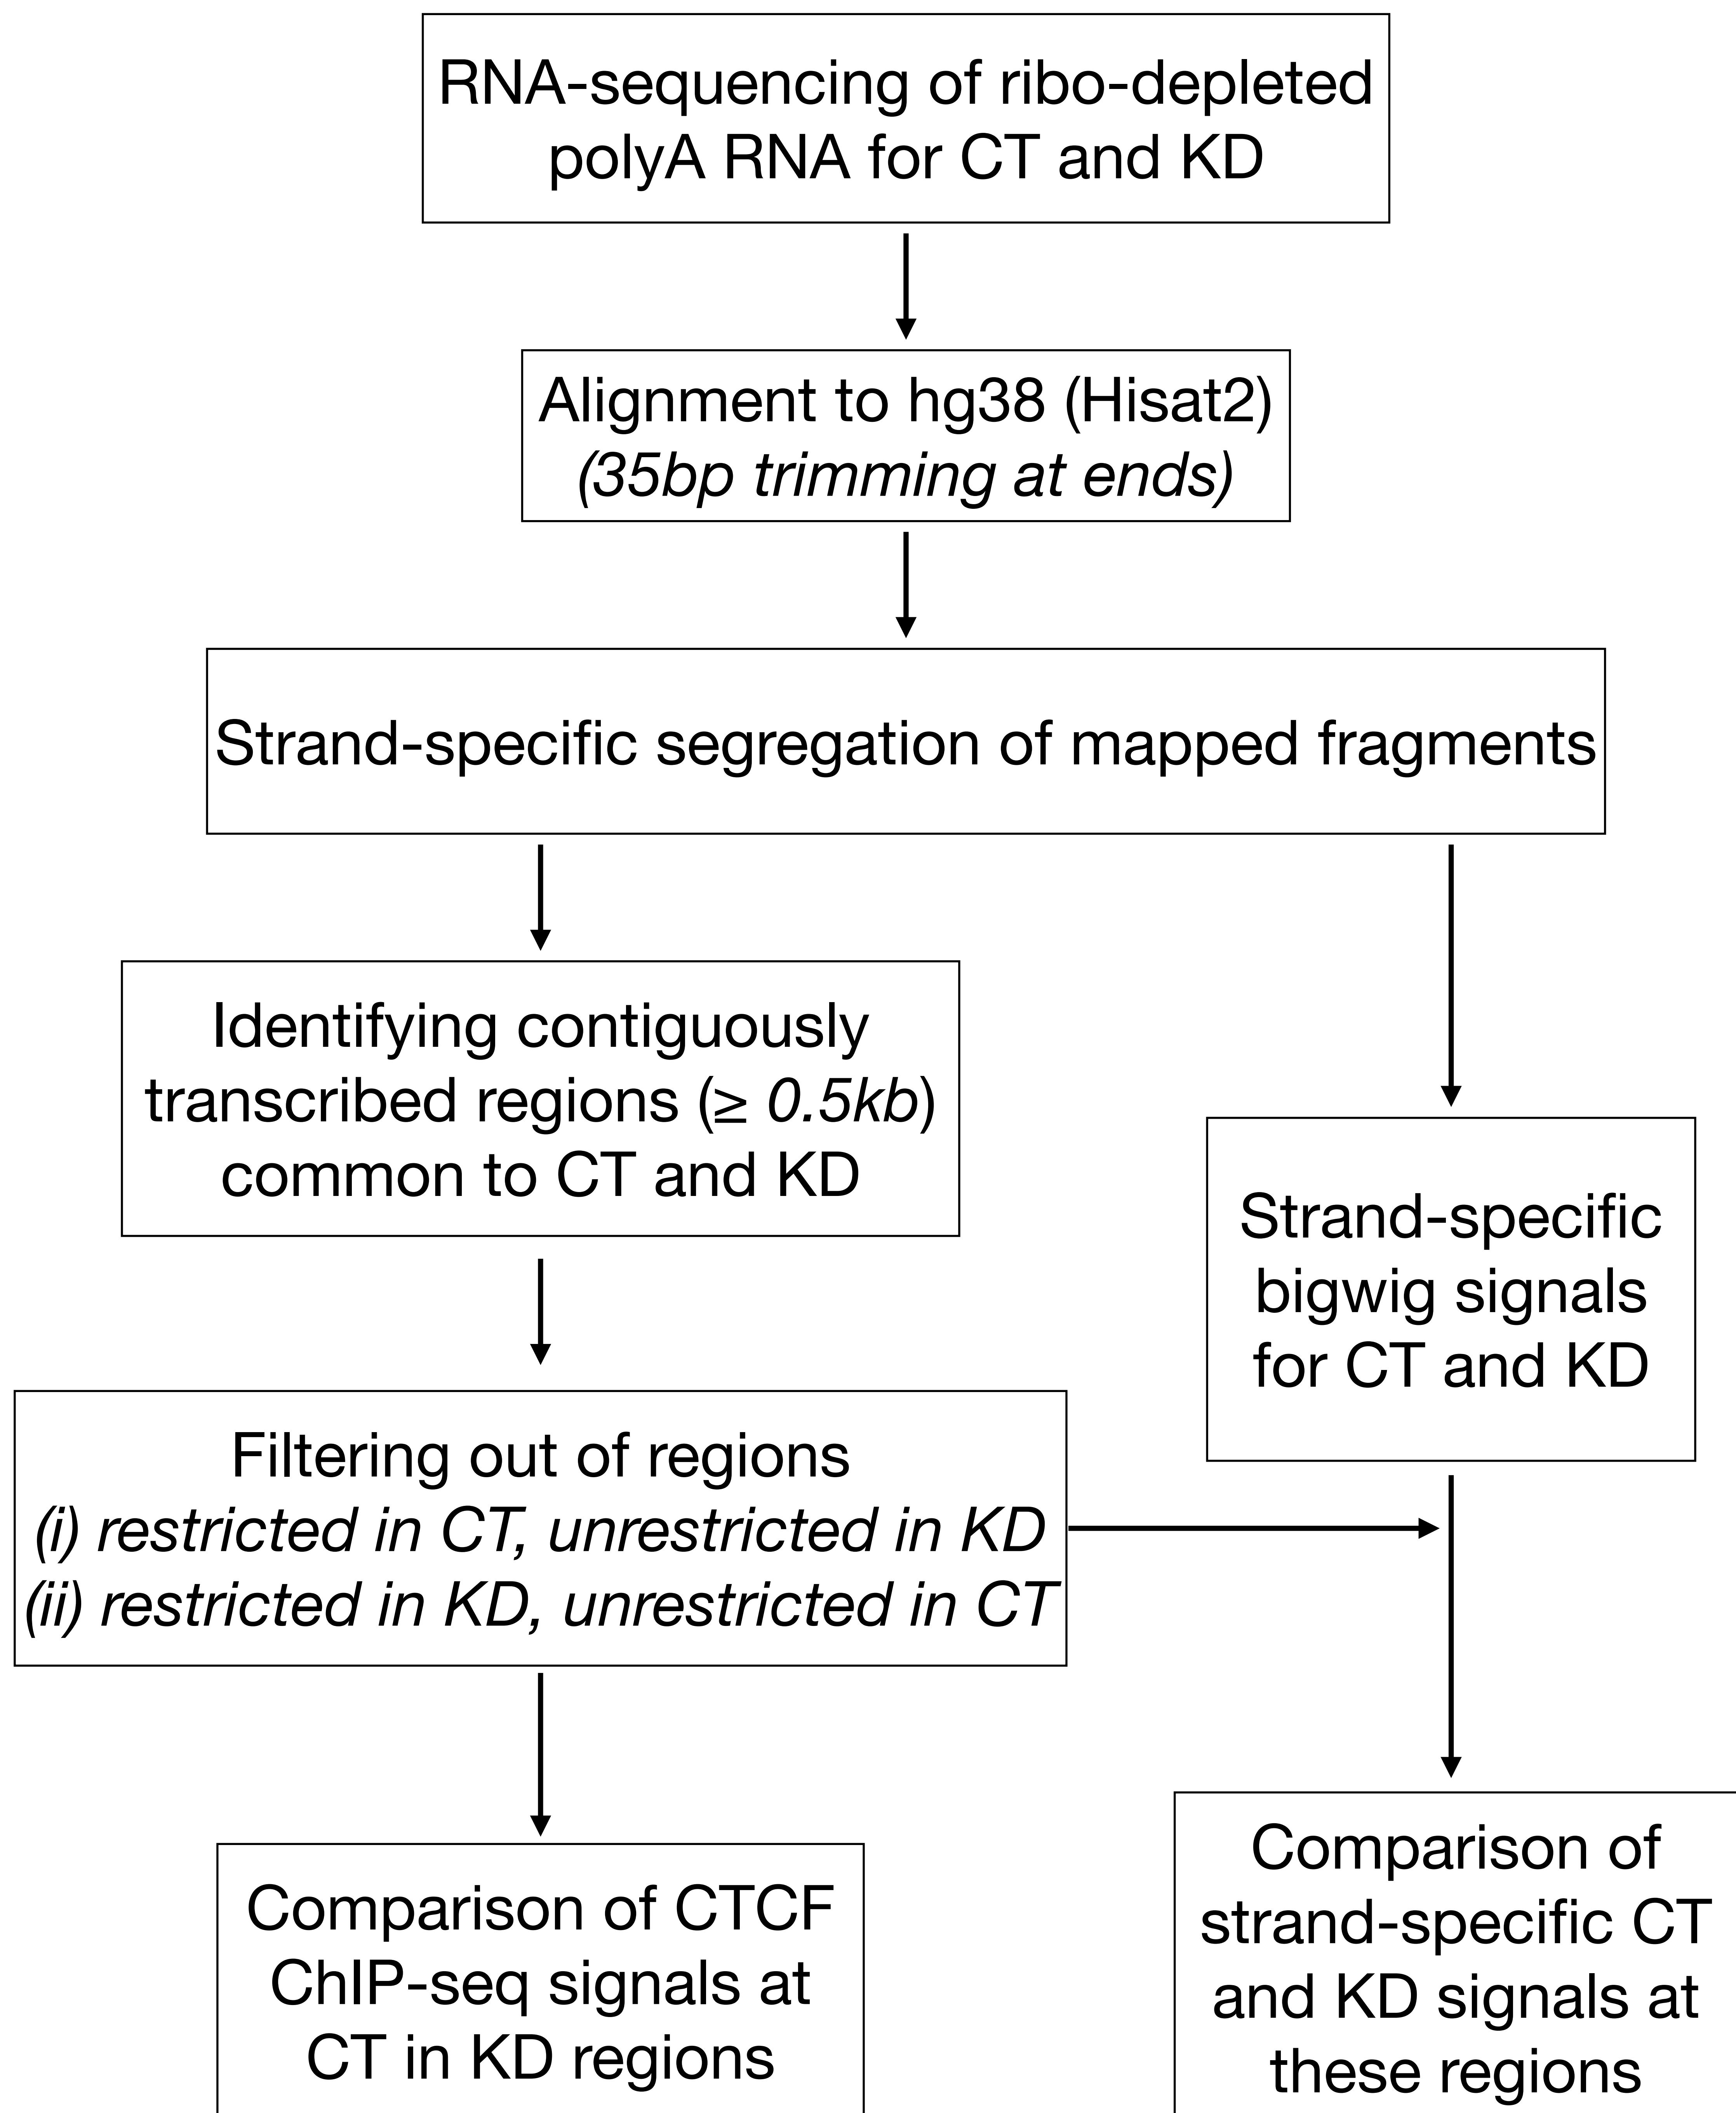 RNA-sequencing of ribo-depleted
polyA RNA for CT and KD
Alignment to hg38 (Hisat2)
(35bp trimming at ends)
Strand-specific segregation of mapped fragments
Identifying contiguously
transcribed regions (≥ 0.5kb)
common to CT and KD
Strand-specific
bigwig signals
for CT and KD
Filtering out of regions
(i) restricted in CT, unrestricted in KD
(ii) restricted in KD, unrestricted in CT
Comparison of CTCF
ChIP-seq signals at
CT in KD regions
Comparison of
strand-specific CT
and KD signals at
these regions